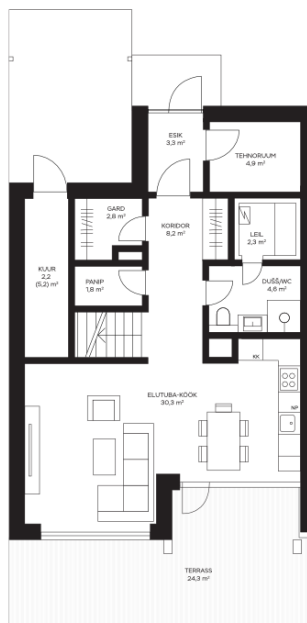 ESIK
3,3 m²
TEHNORUUM
4,9 m²
GARD
2,8 m²
KORIDOR
8,2 m²
LEIL
2,3 m²
KUUR
2,2
(5,2) m²
PANIP
1,8 m²
DUŠŠ/WC
4,6 m²
KK
ELUTUBA-KÖÖK
30,3 m²
NP
TERRASS
24,3 m²